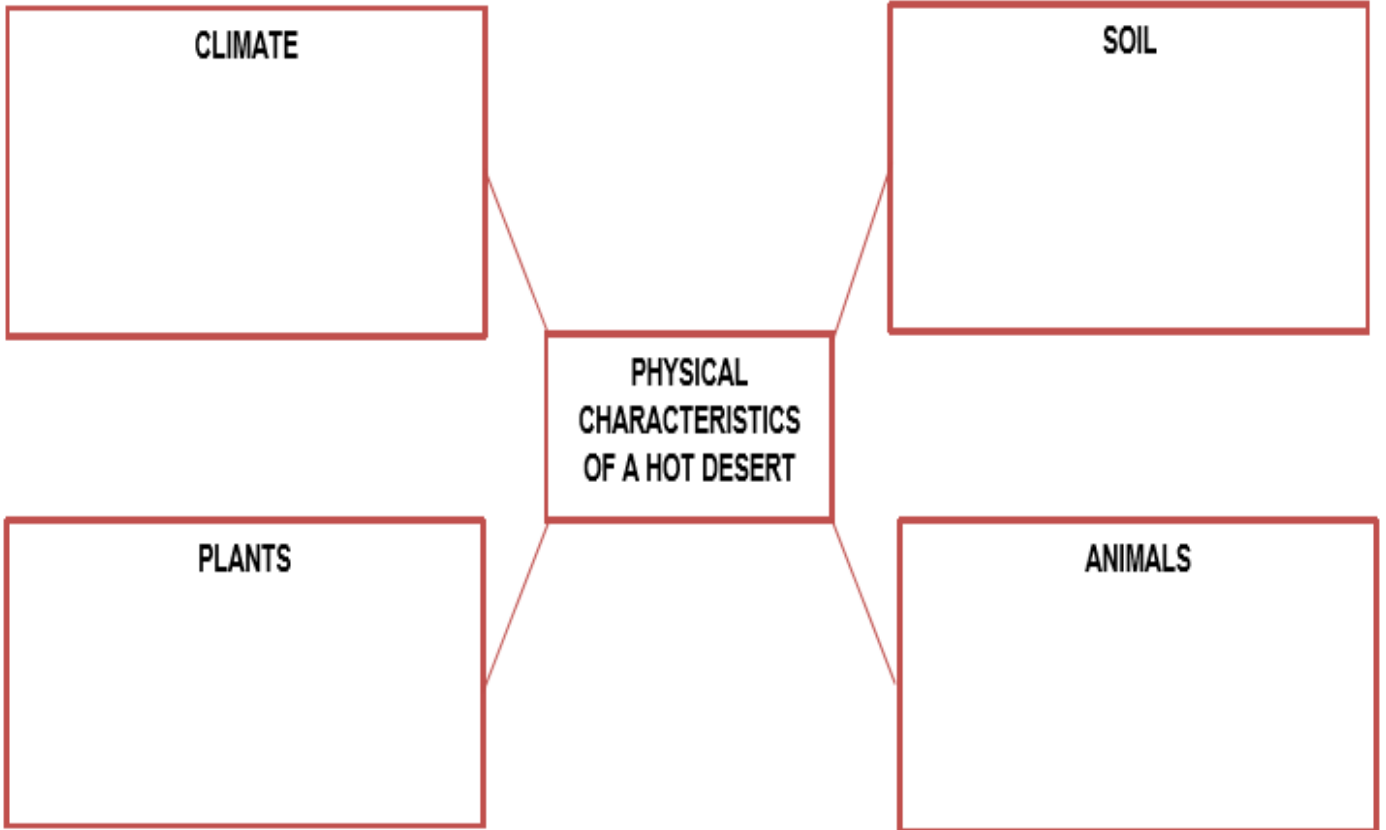 CLIMATE
SOIL
PHYSICAL
CHARACTERISTICS
OF A HOT DESERT
PLANTS
ANIMALS